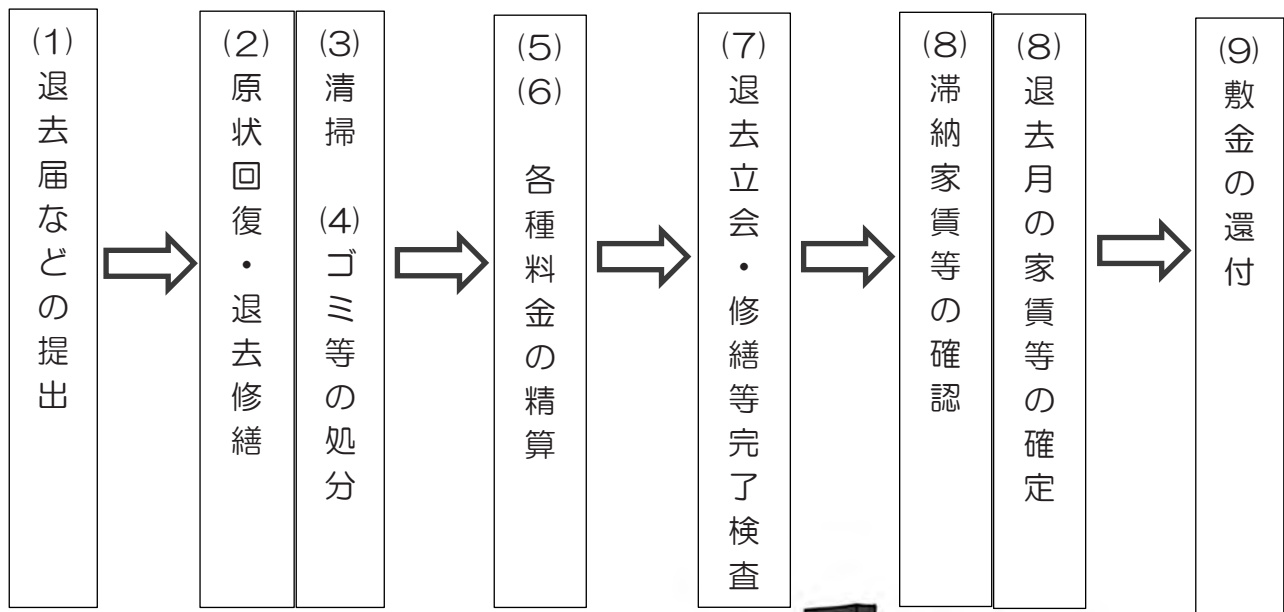 (1)退去届などの提出
(2)原状回復・退去修繕
(3)清掃　(4)ゴミ等の処分
(5)(6)　各種料金の精算
(7)退去立会・修繕等完了検査
(8)滞納家賃等の確認
(8)退去月の家賃等の確定
(9)敷金の還付